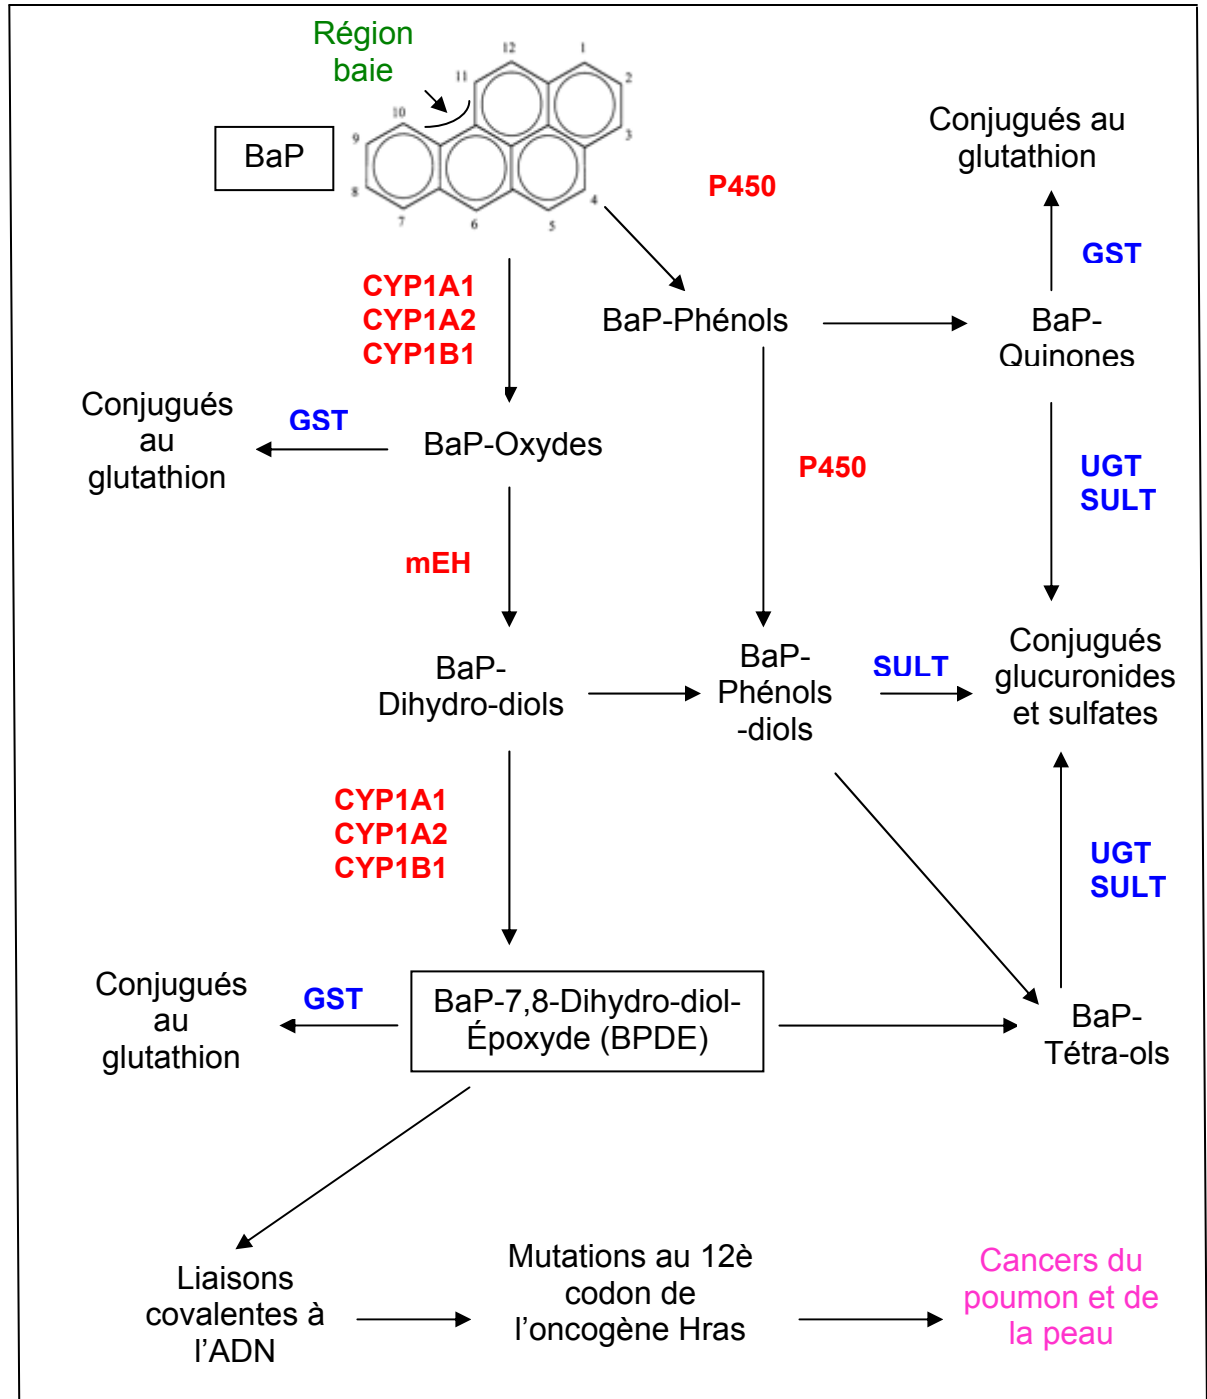 Région
baie
12
1
11
2
10
3
9
BaP
8
4
7
6
5
P450
Conjugués au
glutathion
GST
CYP1A1
CYP1A2
CYP1B1
BaP-Phénols
BaP-
Quinones
Conjugués
au
glutathion
GST
BaP-Oxydes
P450
UGT
SULT
mEH
BaP-
Dihydro-diols
BaP-
Phénols
-diols
SULT
Conjugués
glucuronides
et sulfates
CYP1A1
CYP1A2
CYP1B1
UGT
SULT
Conjugués
au
glutathion
GST
BaP-7,8-Dihydro-diol-
Époxyde (BPDE)
BaP-
Tétra-ols
Liaisons
covalentes à
l’ADN
Mutations au 12è
codon de
l’oncogène Hras
Cancers du
poumon et de
la peau